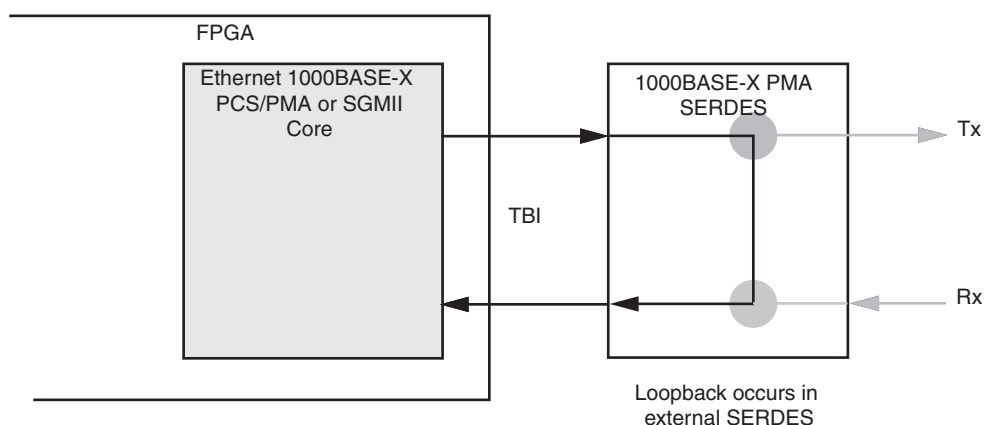 FPGA
Ethernet 1000BASE-X
PCS/PMA or SGMII
Core
1000BASE-X PMA
SERDES
Tx
TBI
Rx
Loopback occurs in
external SERDES